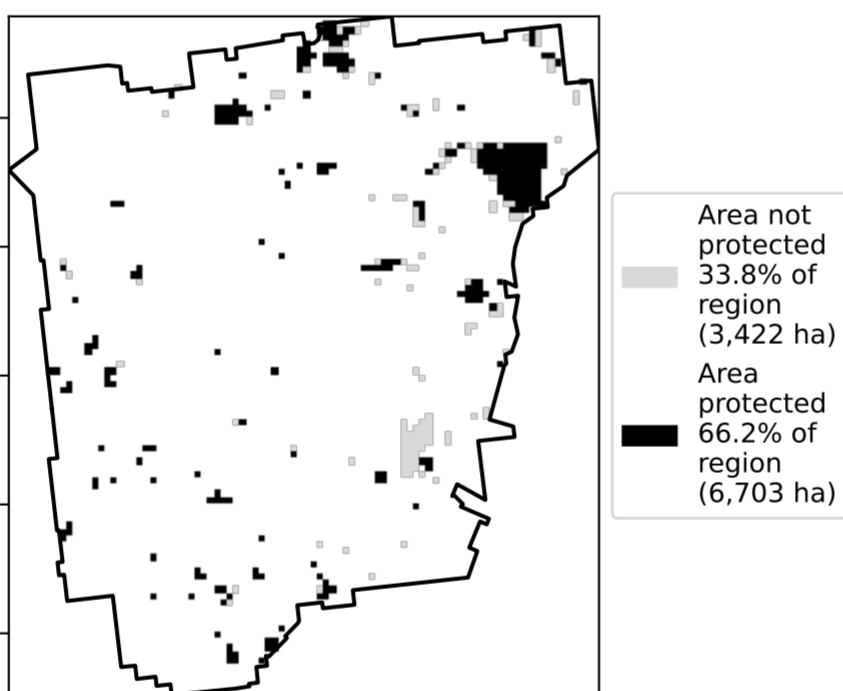 Area not
protected
33.8% of
region
(3,422 ha)
Area
protected
66.2% of
region
(6,703 ha)